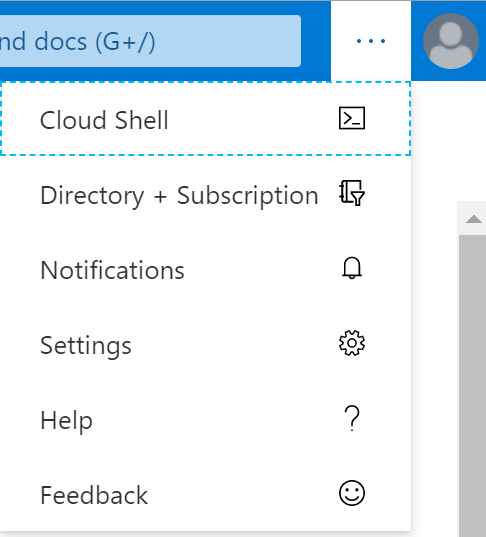 nd docs (G+/)
Cloud Shell
Directory + Subscription
Notifications
Settings
Help
Feedback